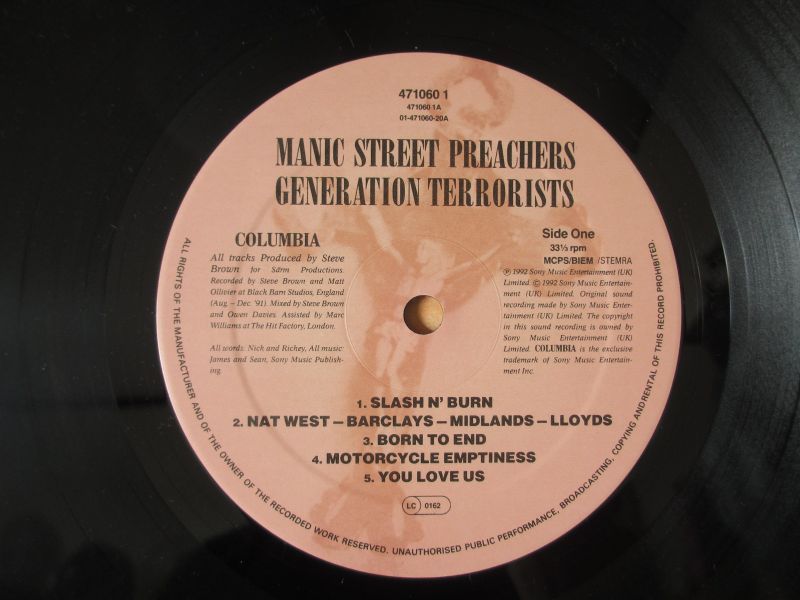 471060 1
471060 1A
01-471060-20A
MANIC STREET PREACHERS
GENERATION TERRORISTS
COLUMBIA
All tracks Produced by Steve
Brown for Sarm Productions.
Recorded by Steve Brown and Matt
Ollivier at Black Barn Studios, England
(Aug. – Dec. '91). Mixed by Steve Brown
and Owen Davies. Assisted by Marc
Williams at The Hit Factory, London.
All words: Nick and Richey, All music:
James and Sean, Sony Music Publish-
ing.
Side One
33⅓ rpm
MCPS/BIEM /STEMRA
℗ 1992 Sony Music Entertainment (UK)
Limited. © 1992 Sony Music Entertain-
ment (UK) Limited. Original sound
recording made by Sony Music Enter-
tainment (UK) Limited. The copyright
in this sound recording is owned by
Sony Music Entertainment (UK)
Limited. COLUMBIA is the exclusive
trademark of Sony Music Entertain-
ment Inc.
1. SLASH N' BURN
2. NAT WEST – BARCLAYS – MIDLANDS – LLOYDS
3. BORN TO END
4. MOTORCYCLE EMPTINESS
5. YOU LOVE US
LC 0162
ALL RIGHTS OF THE MANUFACTURER AND OF THE OWNER OF THE RECORDED WORK RESERVED. UNAUTHORISED PUBLIC PERFORMANCE, BROADCASTING, COPYING AND RENTAL OF THIS RECORD PROHIBITED.